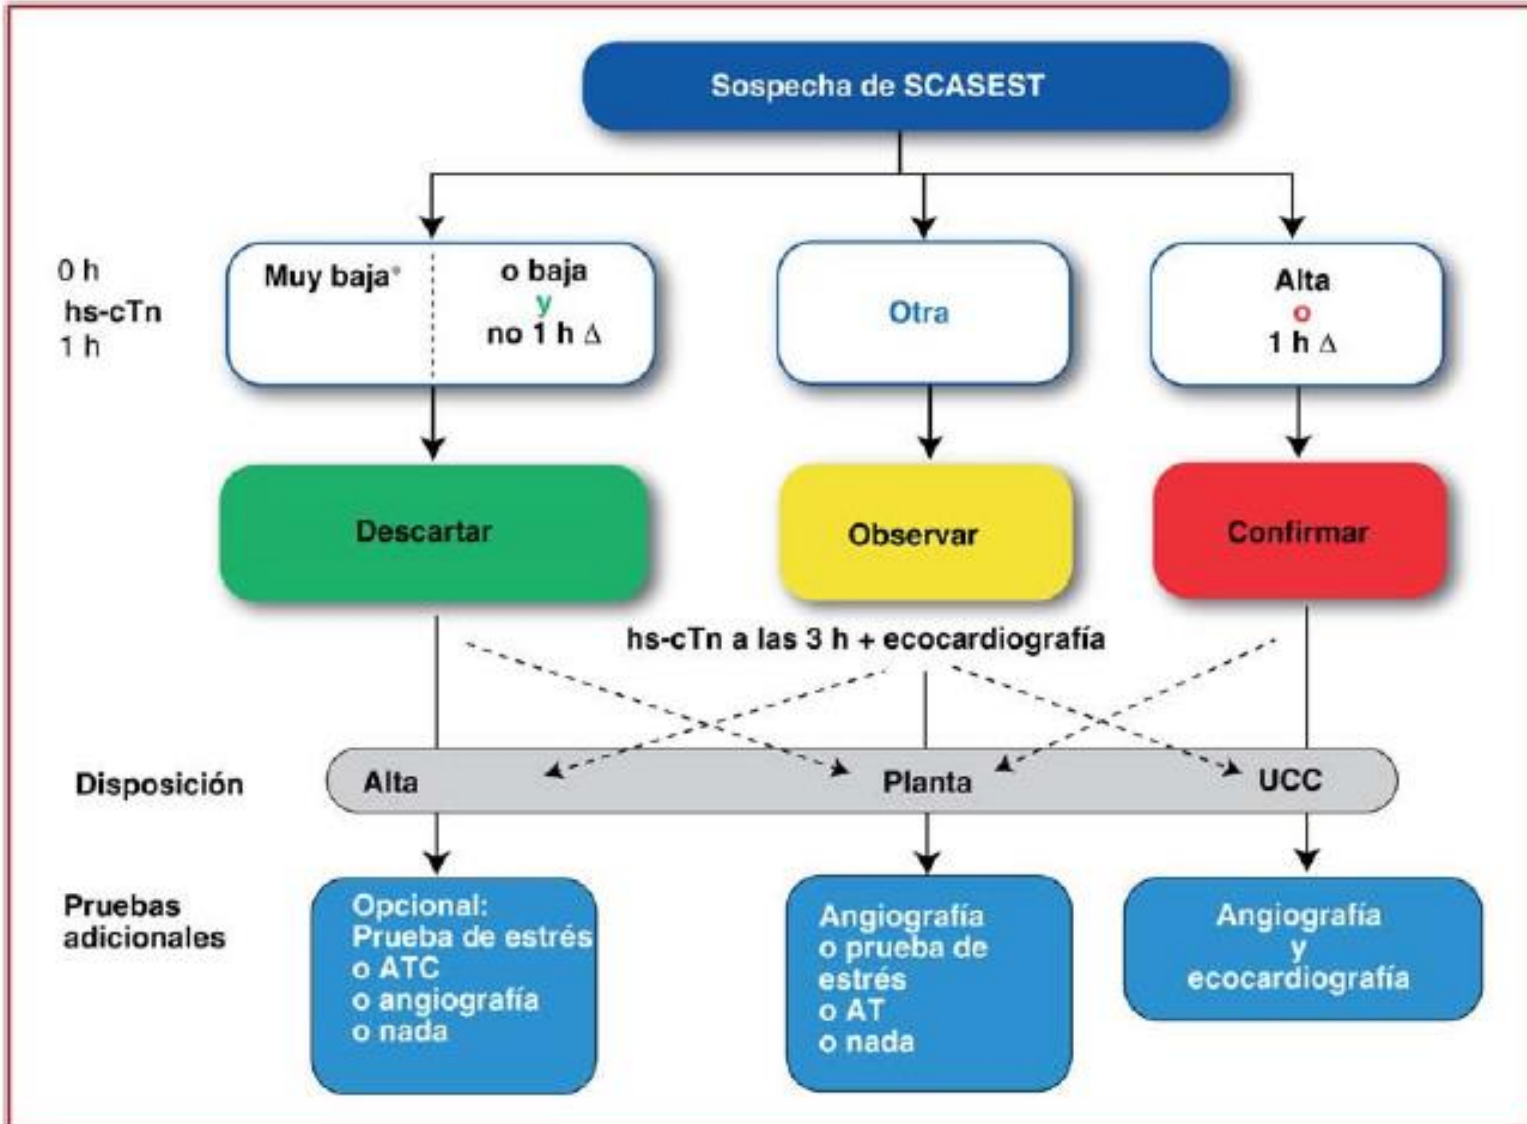 Sospecha de SCASEST
0 h
hs-cTn
1 h
Muy baja*
o baja
y
no 1 h Δ
Otra
Alta
o
1 h Δ
Descartar
Observar
Confirmar
hs-cTn a las 3 h + ecocardiografía
Disposición
Alta
Planta
UCC
Pruebas
adicionales
Opcional:
Prueba de estrés
o ATC
o angiografía
o nada
Angiografía
o prueba de
estrés
o AT
o nada
Angiografía
y
ecocardiografía